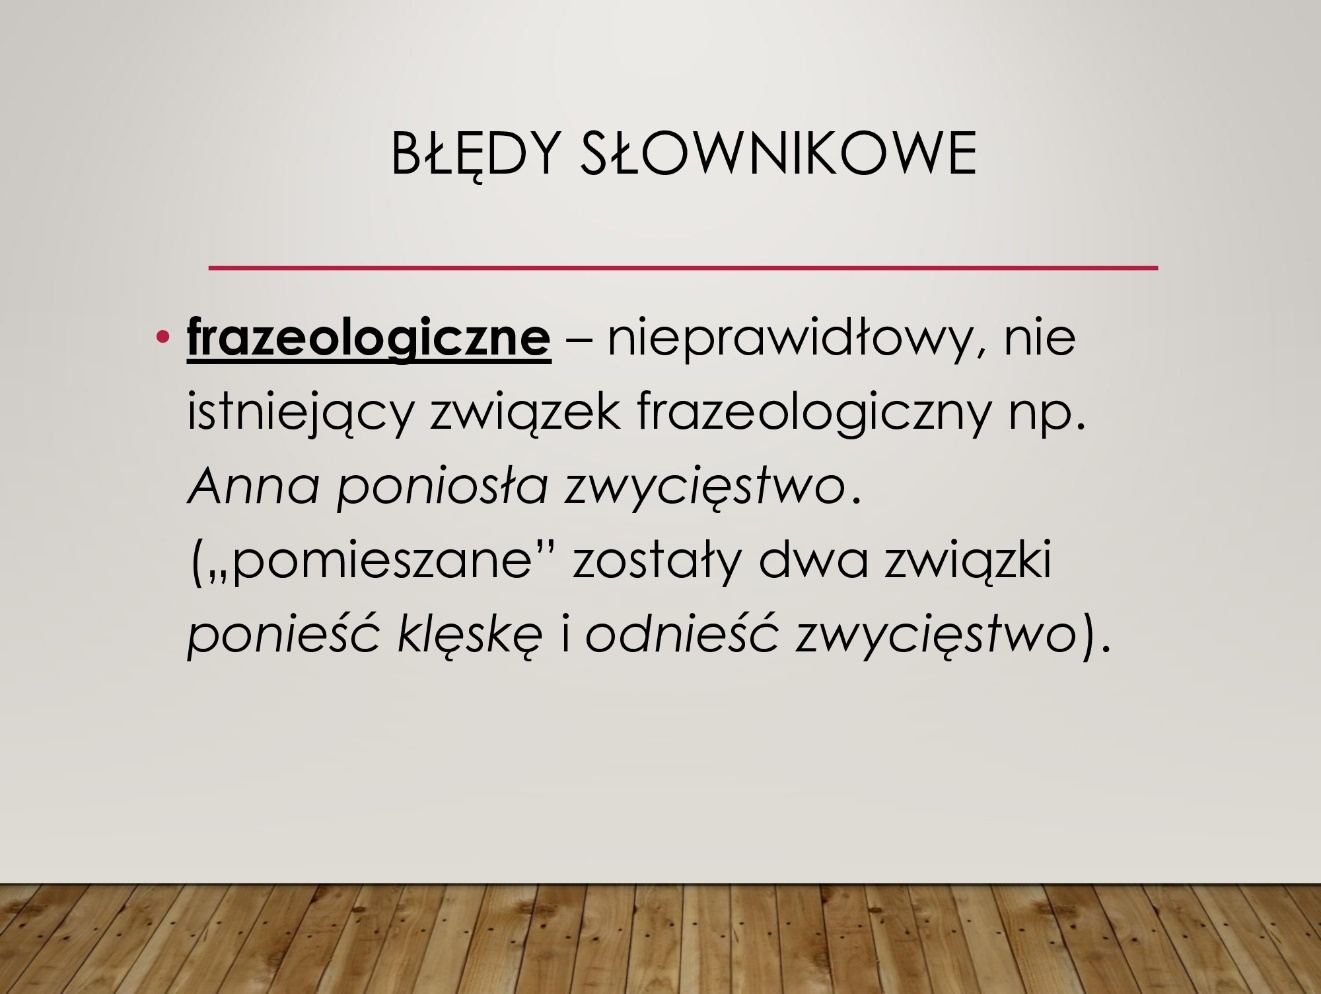 BŁĘDY SŁOWNIKOWE
• frazeologiczne – nieprawidłowy, nie
istniejący związek frazeologiczny np.
Anna poniosła zwycięstwo.
(„pomieszane” zostały dwa związki
ponieść klęskę i odnieść zwycięstwo).